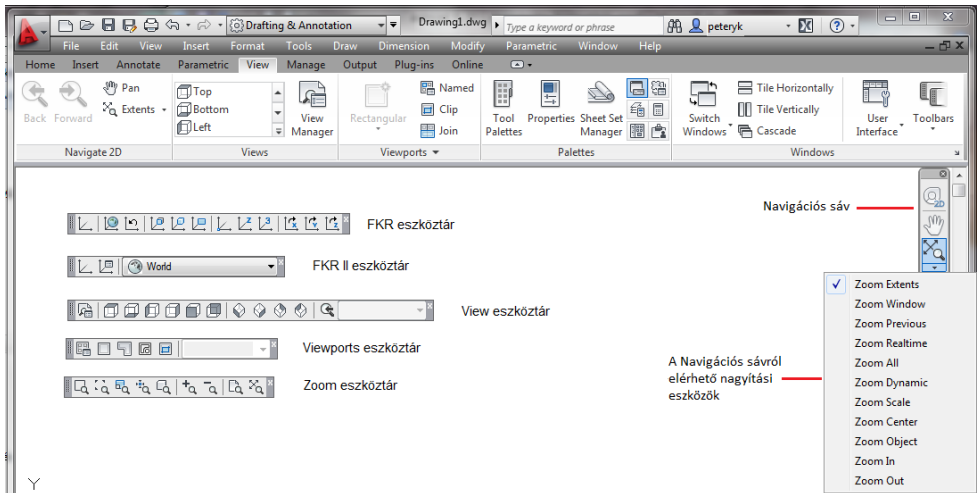 Drafting & Annotation
Drawing1.dwg
Type a keyword or phrase
peteryk
File Edit View Insert Format Tools Draw Dimension Modify Parametric Window Help
Home Insert Annotate Parametric View Manage Output Plug-ins Online
Back Forward
Pan
Extents
Navigate 2D
Top
Bottom
Left
View Manager
Views
Rectangular
Named
Clip
Join
Viewports
Tool Palettes
Properties
Sheet Set Manager
Palettes
Switch Windows
Tile Horizontally
Tile Vertically
Cascade
User Interface
Toolbars
Windows
2D
Navigációs sáv
FKR eszköztár
World
FKR II eszköztár
View eszköztár
Viewports eszköztár
Zoom eszköztár
A Navigációs sávról
elérhető nagyítási
eszközök
Zoom Extents
Zoom Window
Zoom Previous
Zoom Realtime
Zoom All
Zoom Dynamic
Zoom Scale
Zoom Center
Zoom Object
Zoom In
Zoom Out
Y